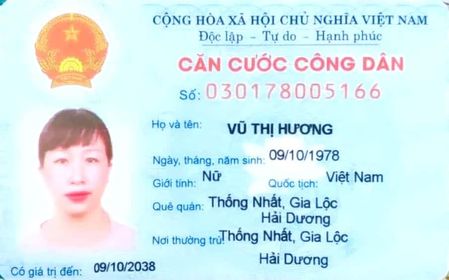 CỘNG HÒA XÃ HỘI CHỦ NGHĨA VIỆT NAM
Độc lập - Tự do - Hạnh phúc
CĂN CƯỚC CÔNG DÂN
Số: 030178005166
Họ và tên:
VŨ THỊ HƯƠNG
Ngày, tháng, năm sinh: 09/10/1978
Giới tính: Nữ Quốc tịch: Việt Nam
Quê quán: Thống Nhất, Gia Lộc
Hải Dương
Nơi thường trú: Thống Nhất, Gia Lộc
Hải Dương
Có giá trị đến: 09/10/2038